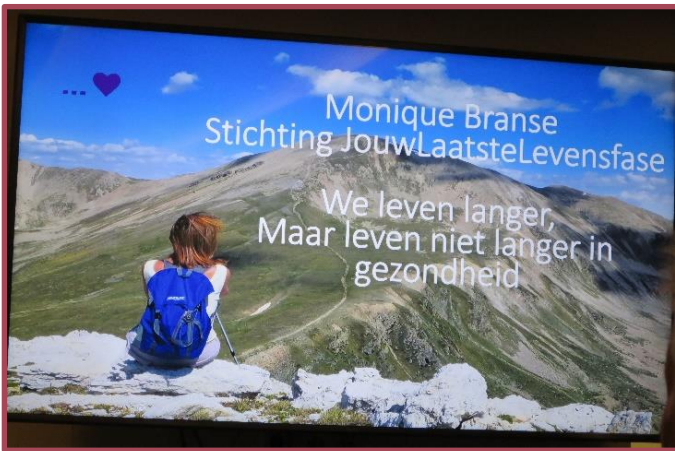 Monique Branse
Stichting JouwLaatsteLevensfase
We leven langer,
Maar leven niet langer in
gezondheid